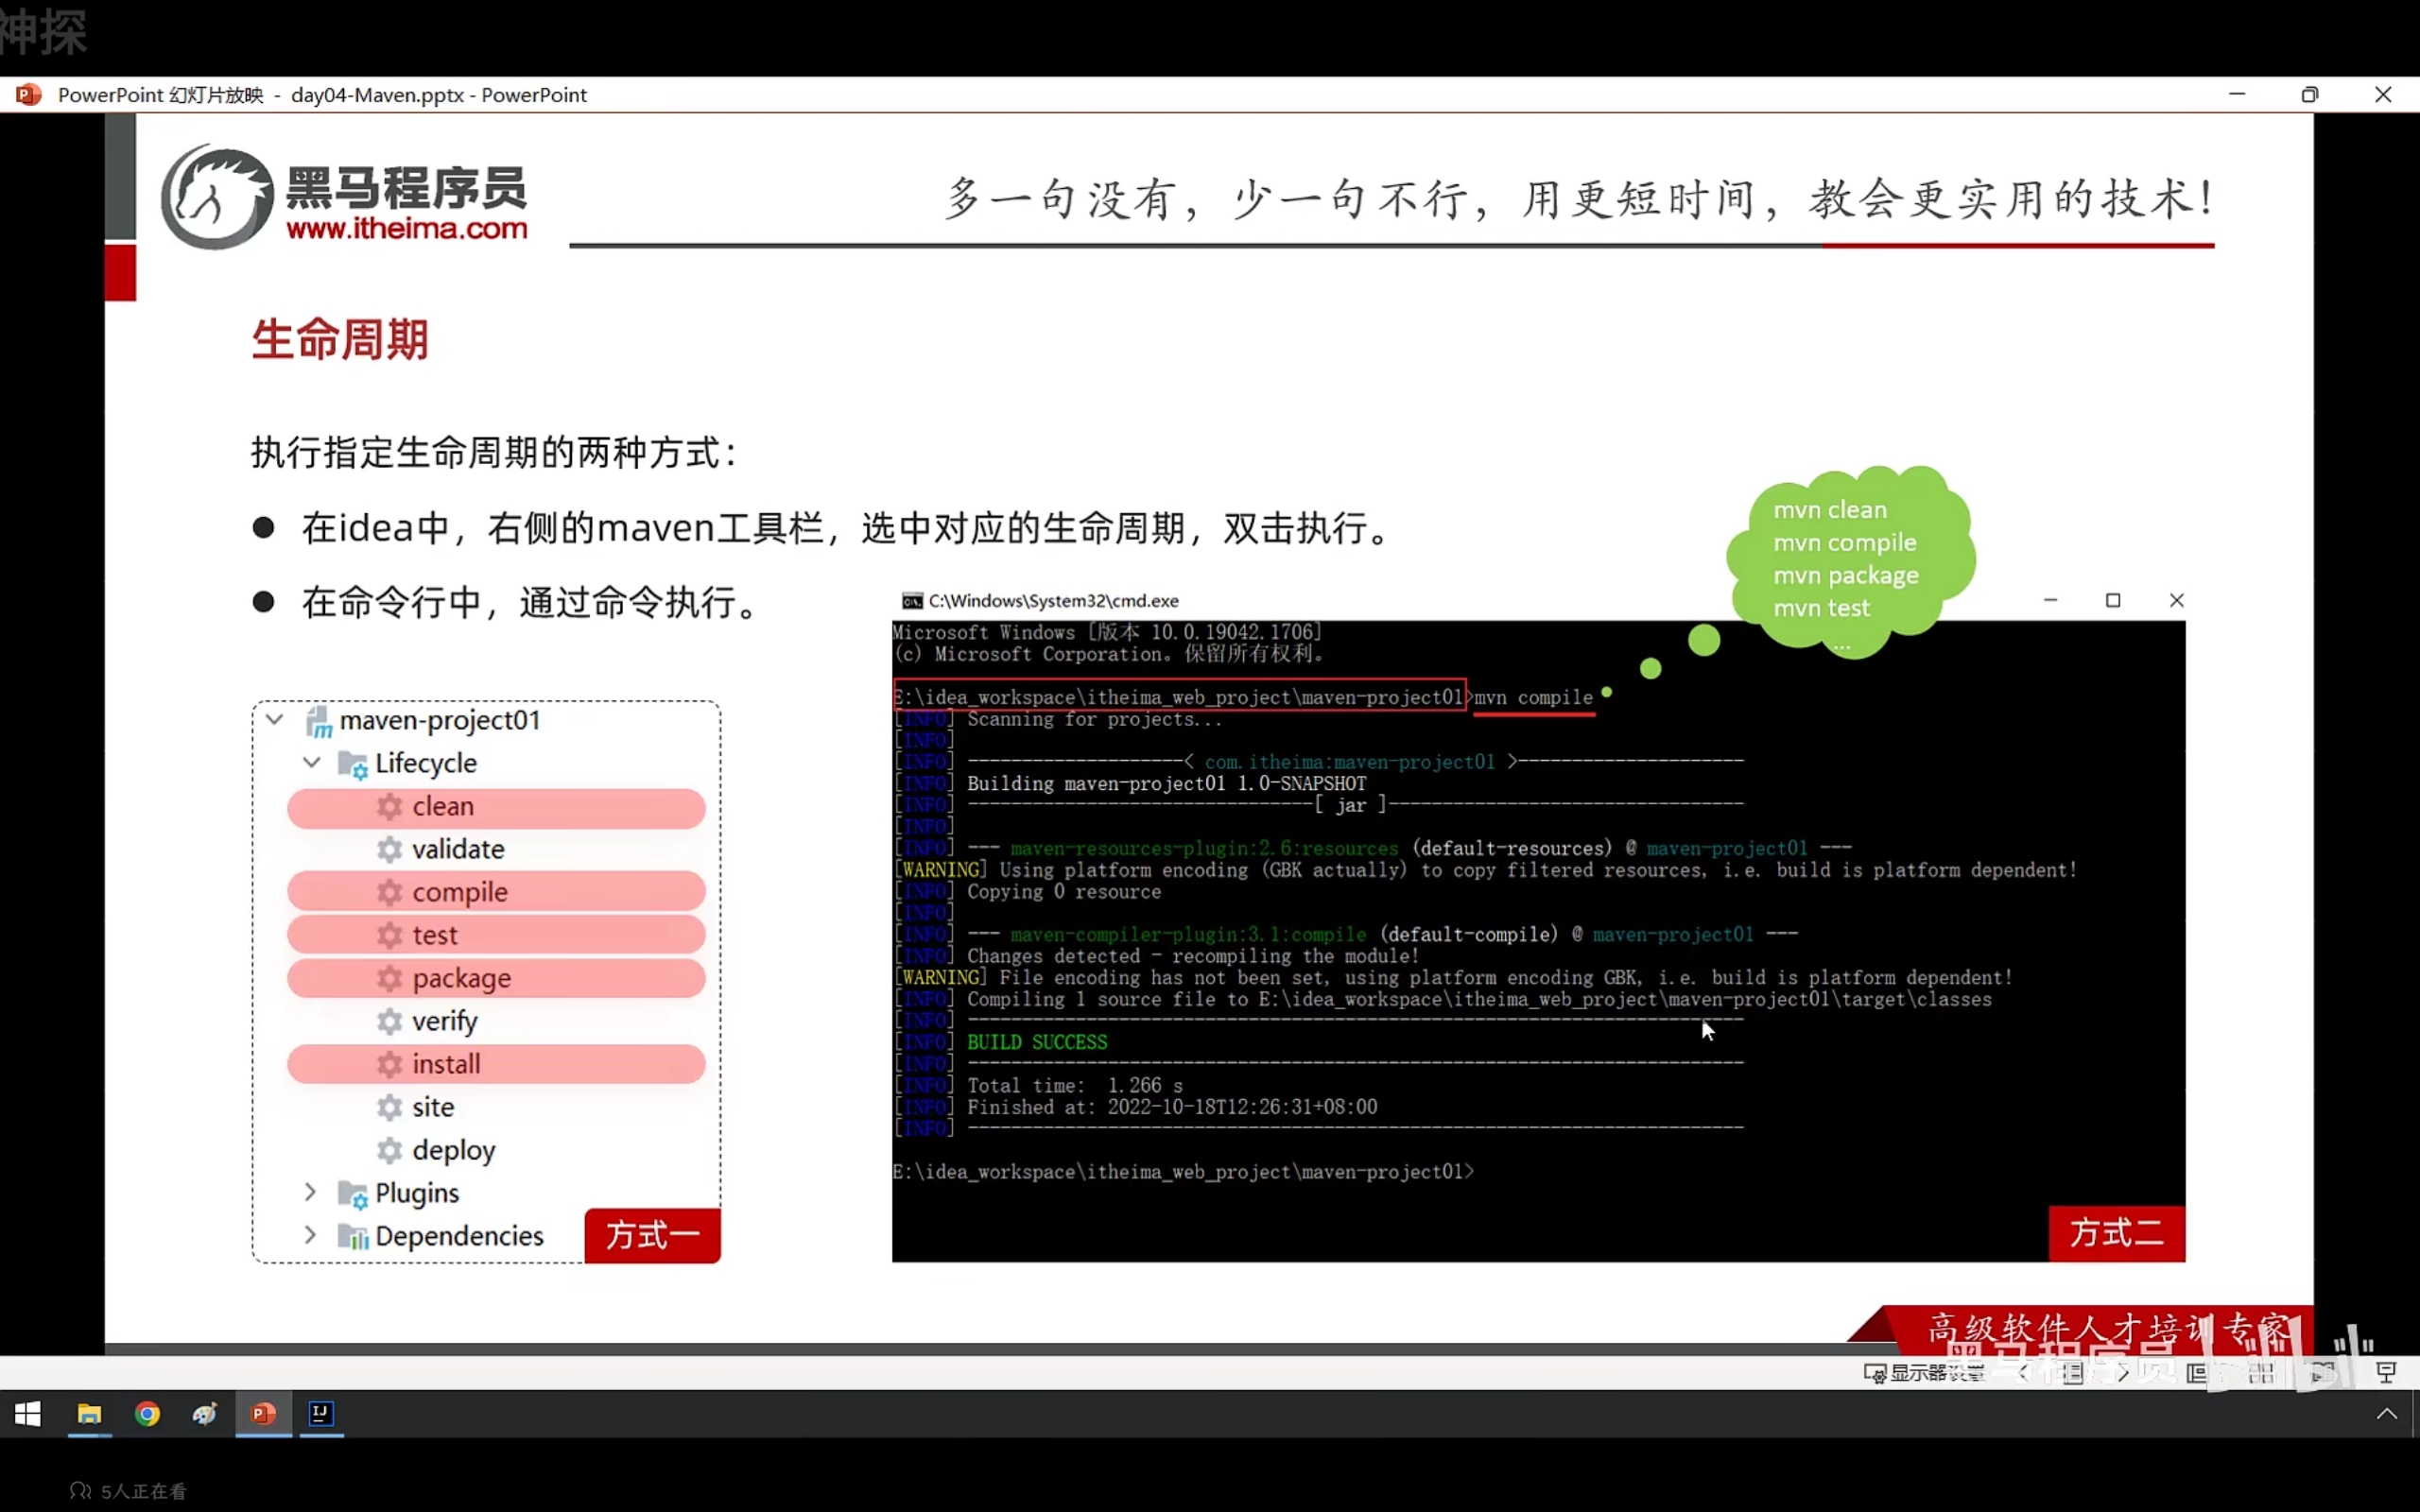 神探
PowerPoint 幻灯片放映 - day04-Maven.pptx - PowerPoint
黑马程序员
www.itheima.com
多一句没有，少一句不行，用更短时间，教会更实用的技术！
生命周期
执行指定生命周期的两种方式：
● 在idea中，右侧的maven工具栏，选中对应的生命周期，双击执行。
● 在命令行中，通过命令执行。
mvn clean
mvn compile
mvn package
mvn test
...
maven-project01
Lifecycle
clean
validate
compile
test
package
verify
install
site
deploy
Plugins
Dependencies
方式一
C:\Windows\System32\cmd.exe
Microsoft Windows [版本 10.0.19042.1706]
(c) Microsoft Corporation。保留所有权利。
E:\idea_workspace\itheima_web_project\maven-project01>mvn compile
[INFO] Scanning for projects...
[INFO]
[INFO] --------------------< com.itheima:maven-project01 >---------------------
[INFO] Building maven-project01 1.0-SNAPSHOT
[INFO] --------------------------------[ jar ]---------------------------------
[INFO]
[INFO] --- maven-resources-plugin:2.6:resources (default-resources) @ maven-project01 ---
[WARNING] Using platform encoding (GBK actually) to copy filtered resources, i.e. build is platform dependent!
[INFO] Copying 0 resource
[INFO]
[INFO] --- maven-compiler-plugin:3.1:compile (default-compile) @ maven-project01 ---
[INFO] Changes detected - recompiling the module!
[WARNING] File encoding has not been set, using platform encoding GBK, i.e. build is platform dependent!
[INFO] Compiling 1 source file to E:\idea_workspace\itheima_web_project\maven-project01\target\classes
[INFO] ------------------------------------------------------------------------
[INFO] BUILD SUCCESS
[INFO] ------------------------------------------------------------------------
[INFO] Total time:  1.266 s
[INFO] Finished at: 2022-10-18T12:26:31+08:00
[INFO] ------------------------------------------------------------------------
E:\idea_workspace\itheima_web_project\maven-project01>
方式二
高级软件人才培训专家
黑马程序员
显示器设置
5人正在看